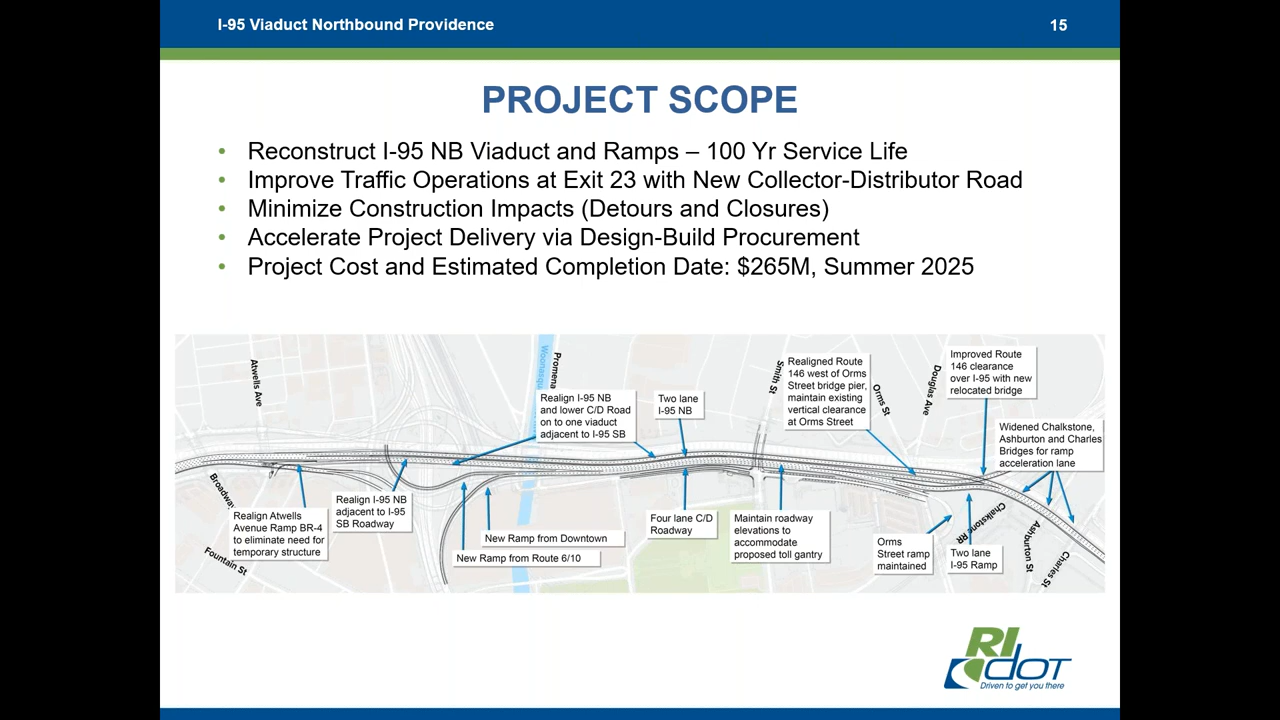 I-95 Viaduct Northbound Providence
15
PROJECT SCOPE
• Reconstruct I-95 NB Viaduct and Ramps – 100 Yr Service Life
• Improve Traffic Operations at Exit 23 with New Collector-Distributor Road
• Minimize Construction Impacts (Detours and Closures)
• Accelerate Project Delivery via Design-Build Procurement
• Project Cost and Estimated Completion Date: $265M, Summer 2025
Atwells Ave
Woonasqu
Promena
Realign I-95 NB
and lower C/D Road
on to one viaduct
adjacent to I-95 SB
Two lane
I-95 NB
Smith St
Realigned Route
146 west of Orms
Street bridge pier,
maintain existing
vertical clearance
at Orms Street
Orms St
Douglas Ave
Improved Route
146 clearance
over I-95 with new
relocated bridge
Widened Chalkstone,
Ashburton and Charles
Bridges for ramp
acceleration lane
Broadway
Fountain St
Realign Atwells
Avenue Ramp BR-4
to eliminate need for
temporary structure
Realign I-95 NB
adjacent to I-95
SB Roadway
New Ramp from Downtown
New Ramp from Route 6/10
Four lane C/D
Roadway
Maintain roadway
elevations to
accommodate
proposed toll gantry
Orms
Street ramp
maintained
Two lane
I-95 Ramp
Chalkstone
RR
Ashburton St
Charles St
RI
DOT
Driven to get you there